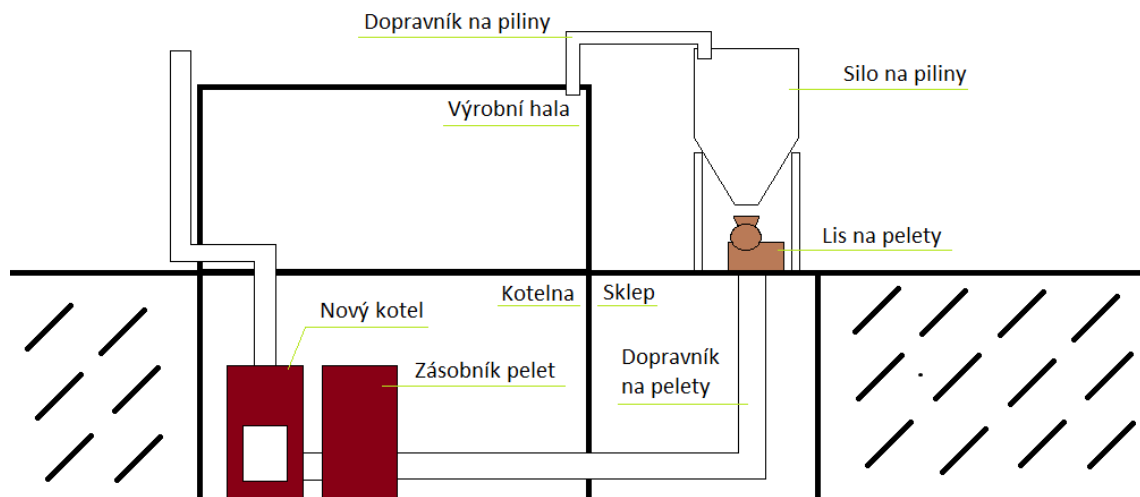 Dopravník na piliny
Silo na piliny
Výrobní hala
Lis na pelety
Kotelna
Sklep
Nový kotel
Zásobník pelet
Dopravník
na pelety